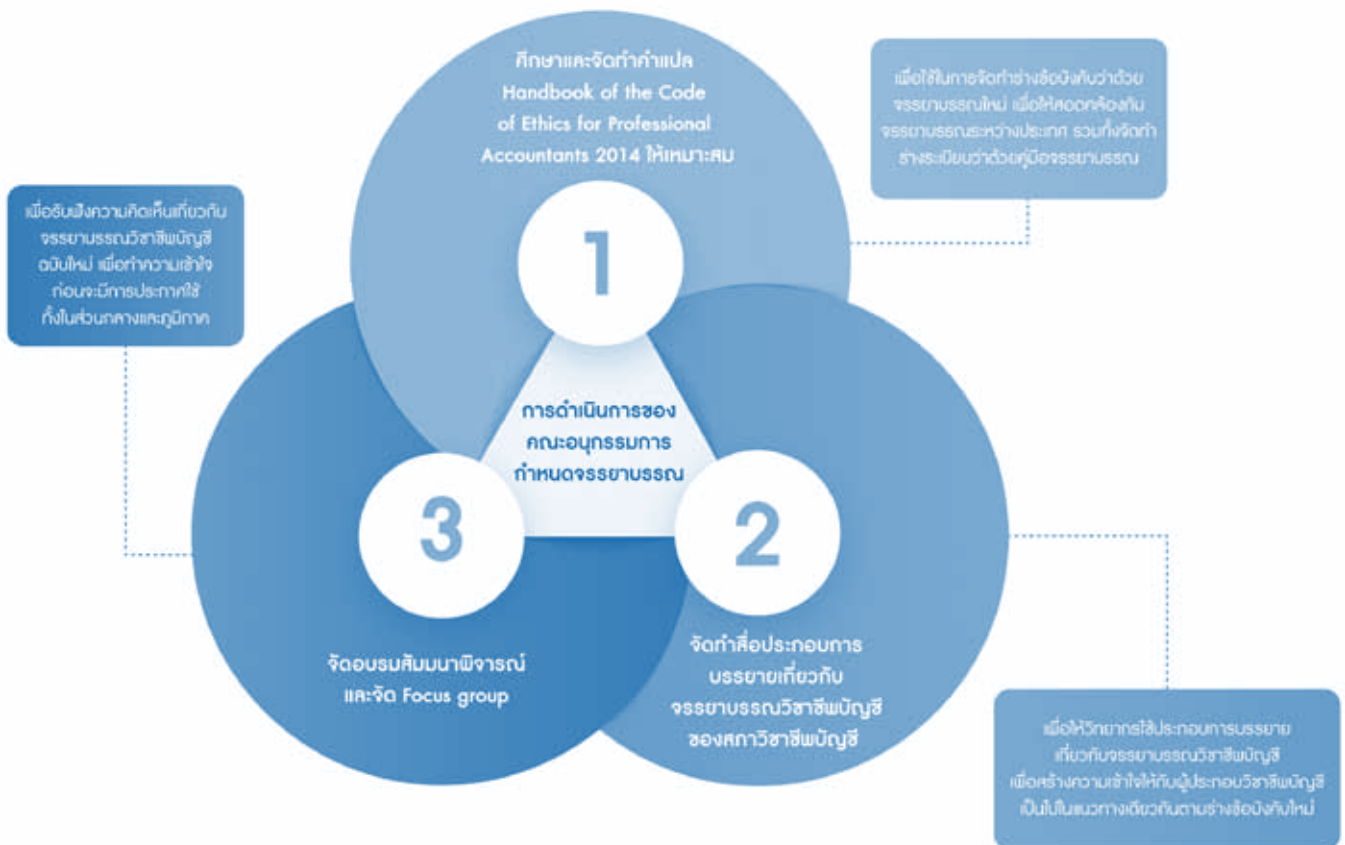 ศึกษาและจัดทำคำแปล
Handbook of the Code
of Ethics for Professional
Accountants 2014 ให้เหมาะสม
เพื่อใช้ในการจัดทำร่างข้อบังคับว่าด้วย
จรรยาบรรณใหม่ เพื่อให้สอดคล้องกับ
จรรยาบรรณระหว่างประเทศ รวมทั้งจัดทำ
ร่างระเบียบว่าด้วยคู่มือจรรยาบรรณ
1
เพื่อรับฟังความคิดเห็นเกี่ยวกับ
จรรยาบรรณวิชาชีพบัญชี
ฉบับใหม่ เพื่อทำความเข้าใจ
ก่อนจะมีการประกาศใช้
ทั้งในส่วนกลางและภูมิภาค
การดำเนินการของ
คณะอนุกรรมการ
กำหนดจรรยาบรรณ
3
2
จัดอบรมสัมมนาพิจารณ์
และจัด Focus group
จัดทำสื่อประกอบการ
บรรยายเกี่ยวกับ
จรรยาบรรณวิชาชีพบัญชี
ของสภาวิชาชีพบัญชี
เพื่อให้วิทยากรใช้ประกอบการบรรยาย
เกี่ยวกับจรรยาบรรณวิชาชีพบัญชี
เพื่อสร้างความเข้าใจให้กับผู้ประกอบวิชาชีพบัญชี
เป็นไปในแนวทางเดียวกันตามร่างข้อบังคับใหม่